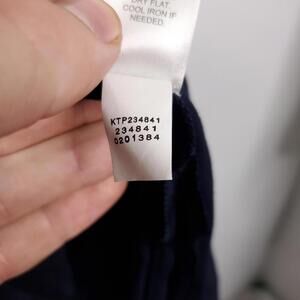 DRY FLAT.
COOL IRON IF
NEEDED.
KTP234841
234841
0201384